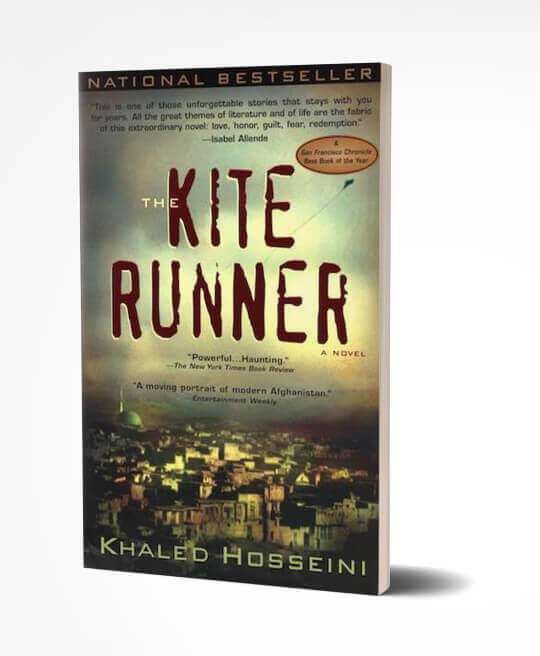 NATIONAL BESTSELLER
"This is one of those unforgettable stories that stays with you
for years. All the great themes of literature and of life are the fabric
of this extraordinary novel: love, honor, guilt, fear, redemption."
—Isabel Allende
A
San Francisco Chronicle
Best Book of the Year
THE
KITE
RUNNER
A NOVEL
"Powerful...Haunting."
—The New York Times Book Review
"A moving portrait of modern Afghanistan."
—Entertainment Weekly
KHALED HOSSEINI